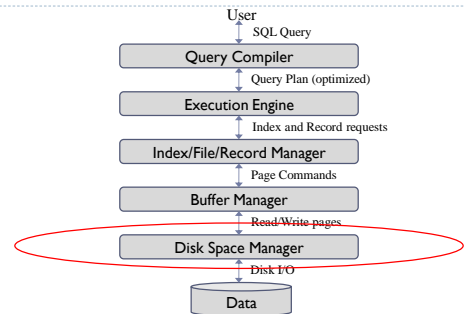 User
SQL Query
Query Compiler
Query Plan (optimized)
Execution Engine
Index and Record requests
Index/File/Record Manager
Page Commands
Buffer Manager
Read/Write pages
Disk Space Manager
Disk I/O
Data